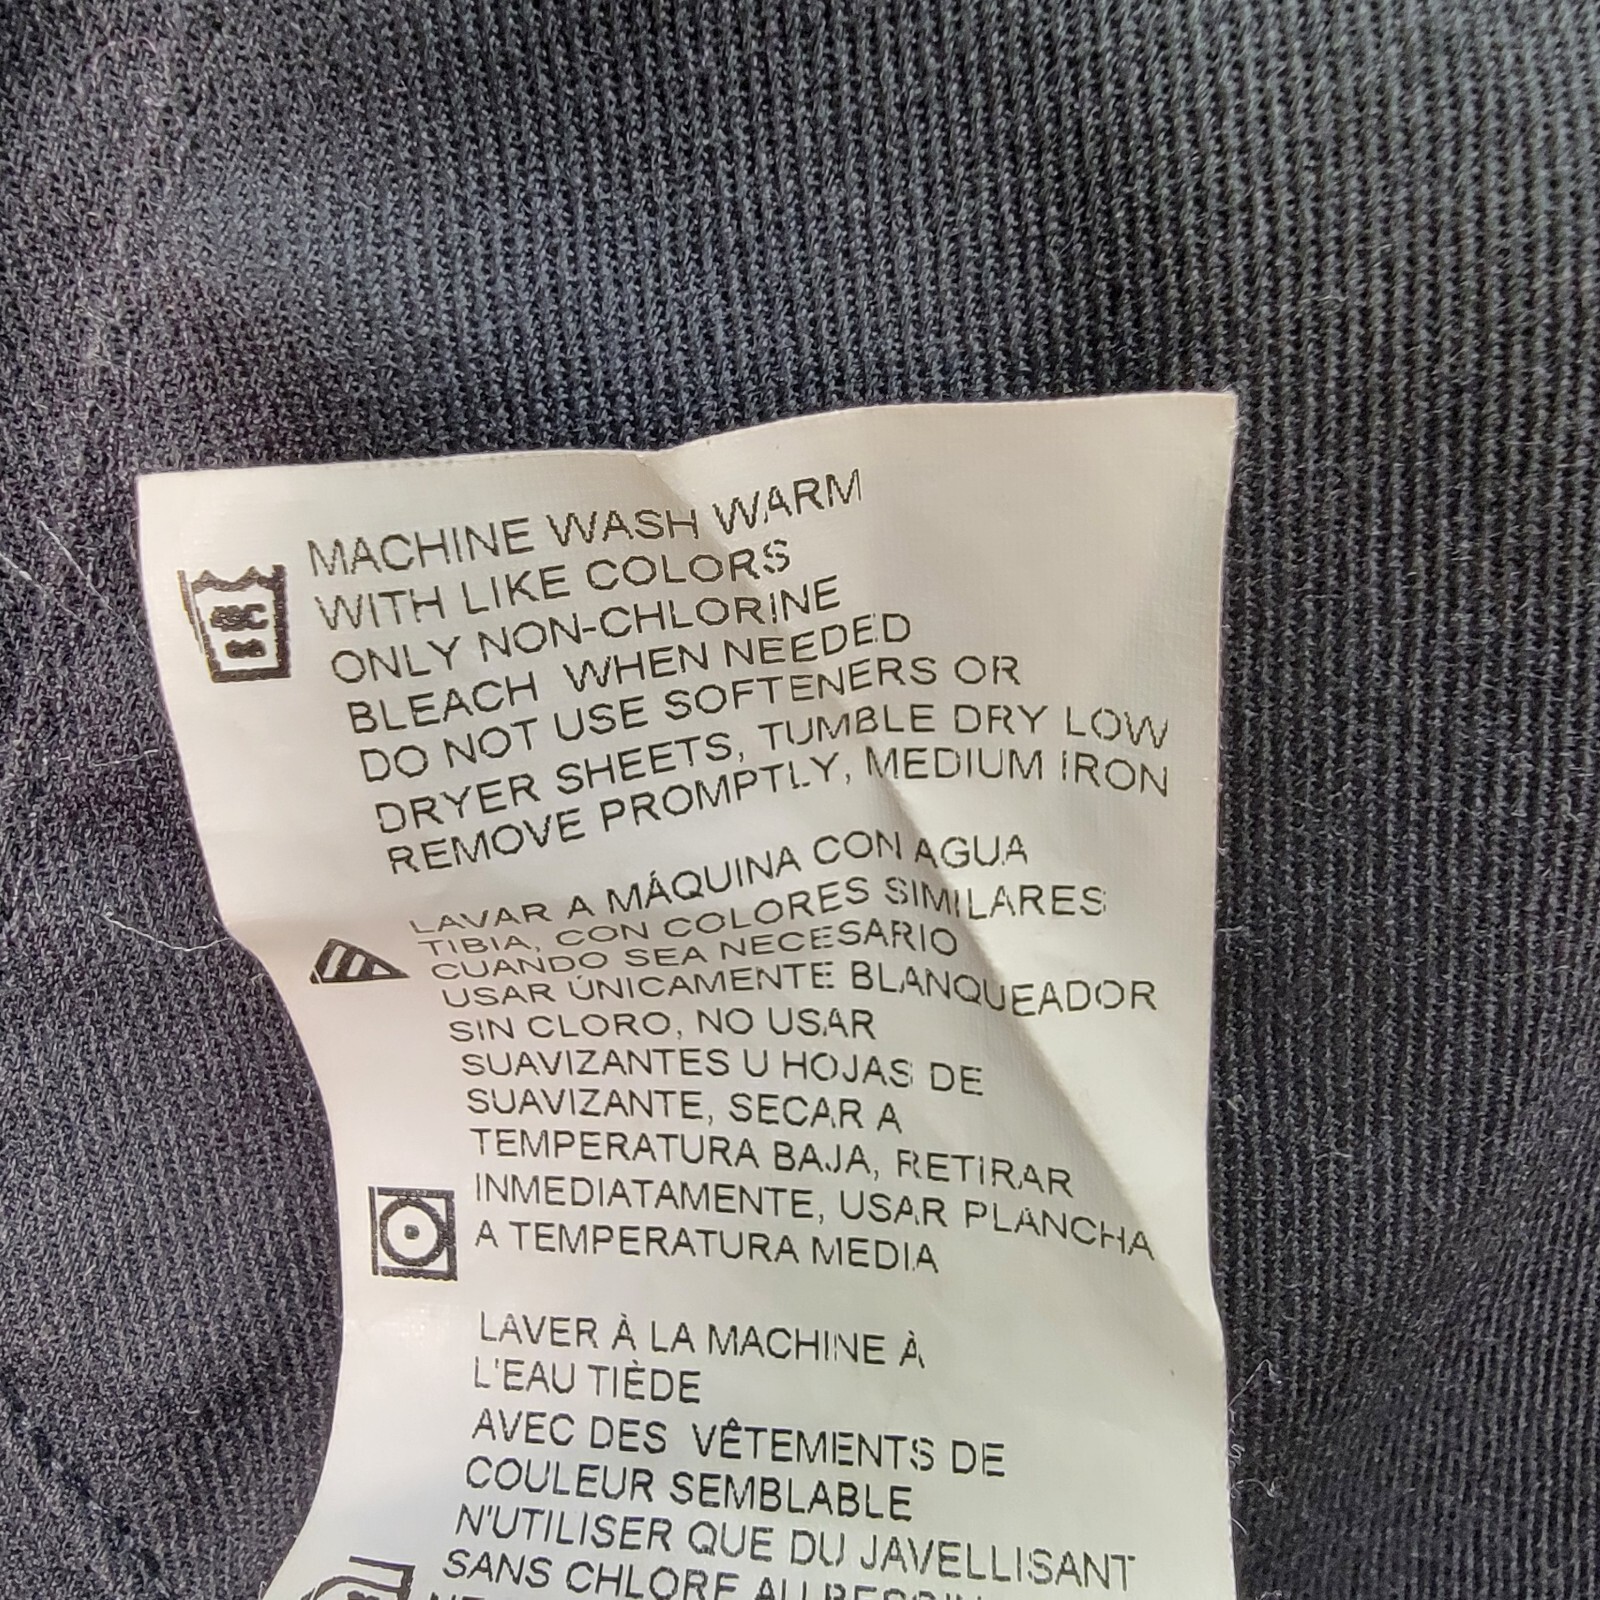 MACHINE WASH WARM
WITH LIKE COLORS
ONLY NON-CHLORINE
BLEACH WHEN NEEDED
DO NOT USE SOFTENERS OR
DRYER SHEETS, TUMBLE DRY LOW
REMOVE PROMPTLY, MEDIUM IRON
LAVAR A MÁQUINA CON AGUA
TIBIA, CON COLORES SIMILARES
CUANDO SEA NECESARIO
USAR ÚNICAMENTE BLANQUEADOR
SIN CLORO, NO USAR
SUAVIZANTES U HOJAS DE
SUAVIZANTE, SECAR A
TEMPERATURA BAJA, RETIRAR
INMEDIATAMENTE, USAR PLANCHA
A TEMPERATURA MEDIA
LAVER À LA MACHINE À
L'EAU TIÈDE
AVEC DES VÊTEMENTS DE
COULEUR SEMBLABLE
N'UTILISER QUE DU JAVELLISANT
SANS CHLORE AU